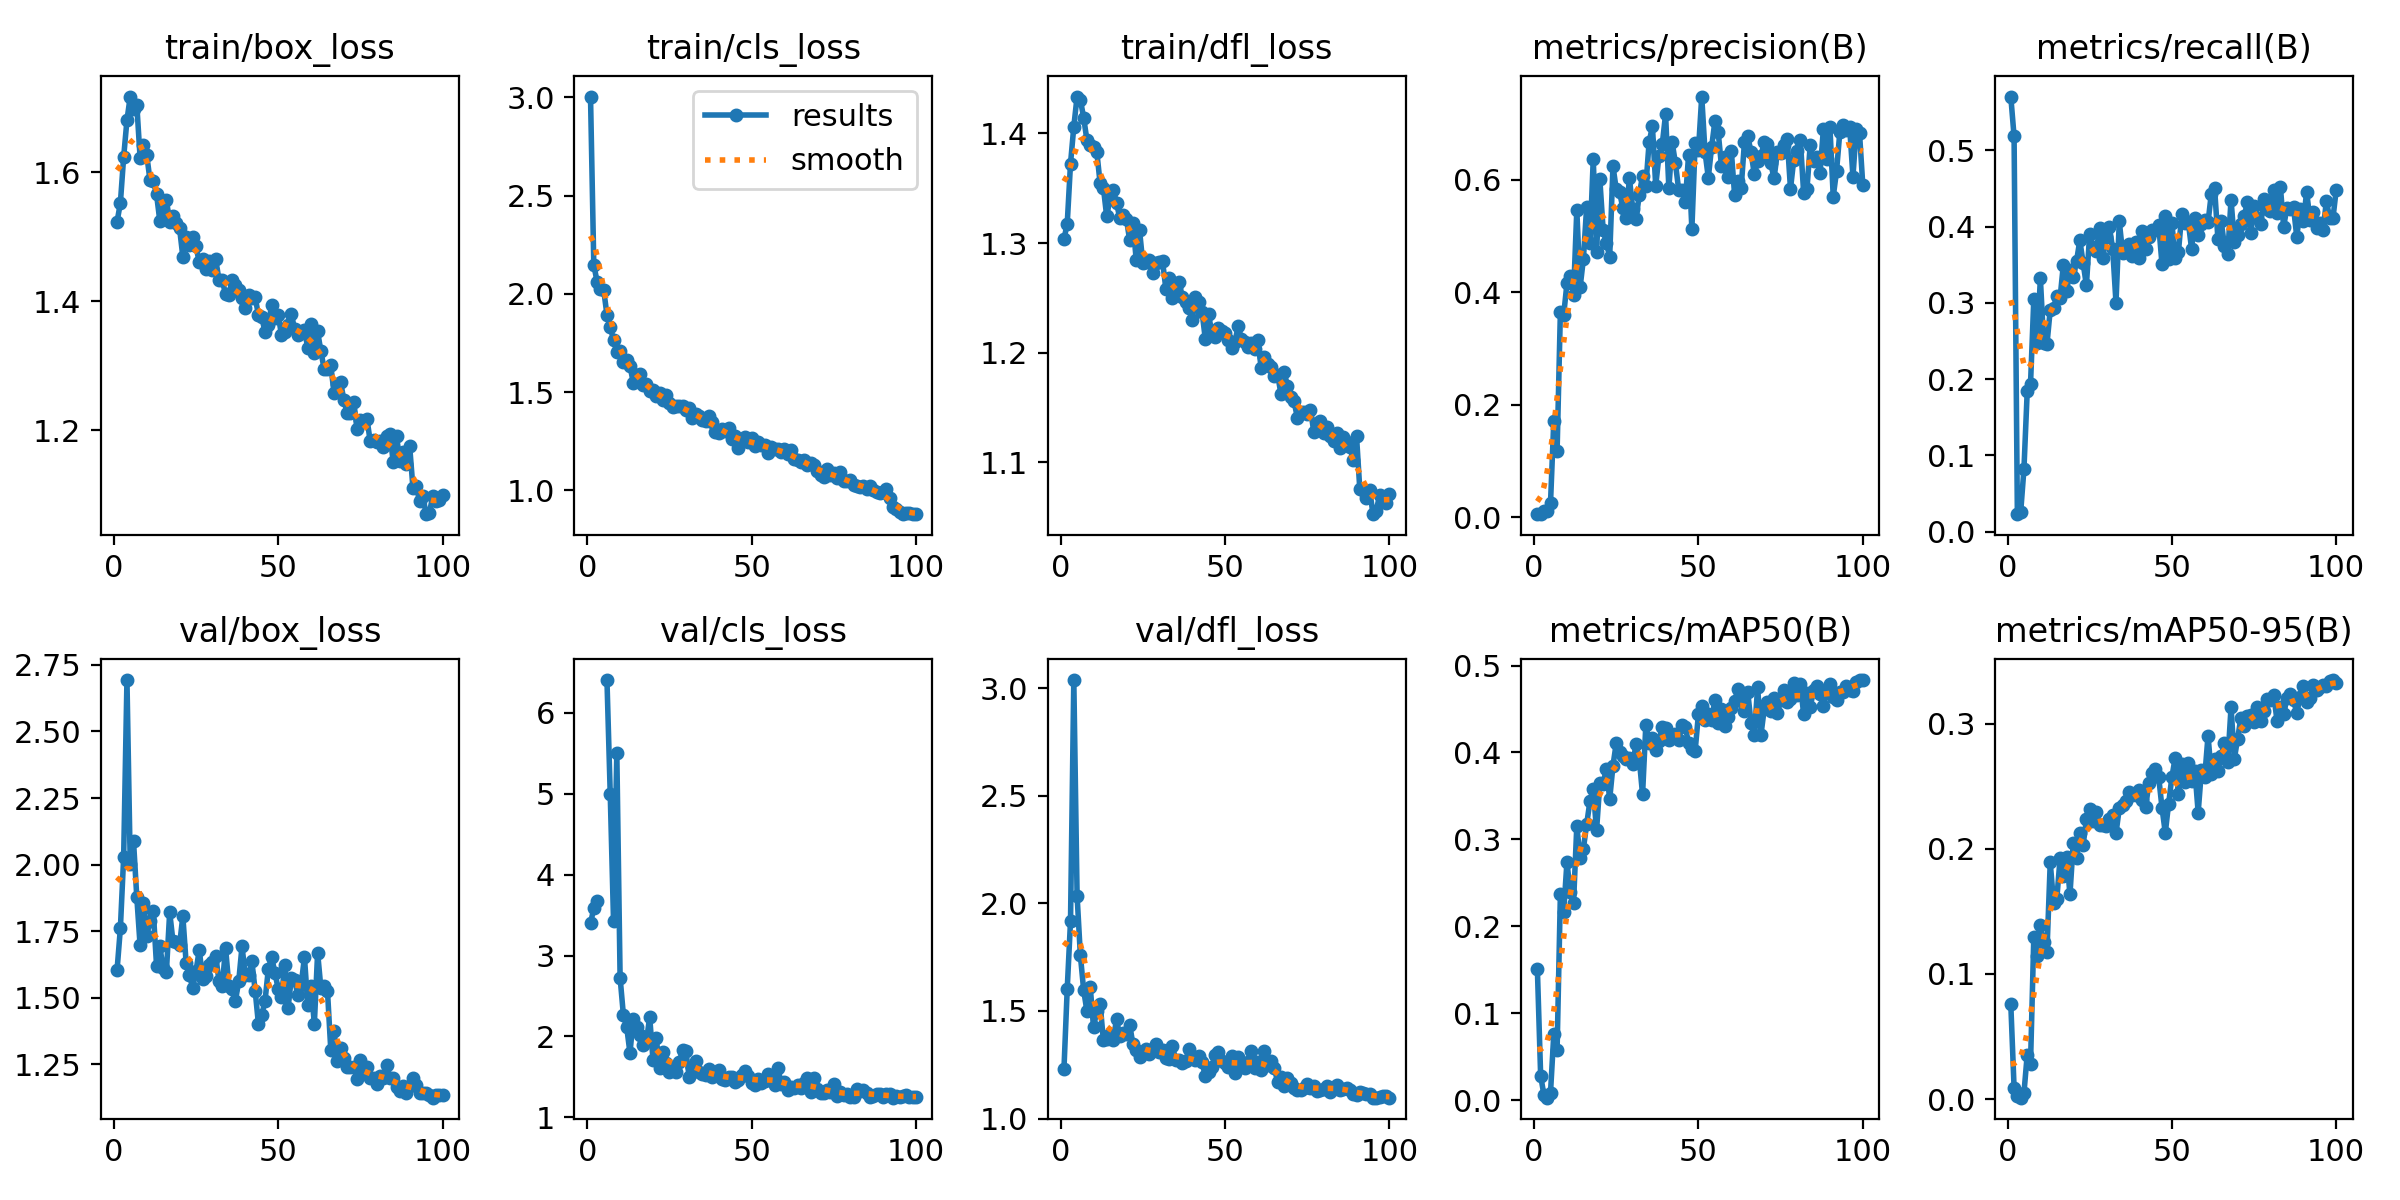 train/box_loss
1.6
1.4
1.2
0 50 100
train/cls_loss
results
smooth
3.0
2.5
2.0
1.5
1.0
0 50 100
train/dfl_loss
1.4
1.3
1.2
1.1
0 50 100
metrics/precision(B)
0.6
0.4
0.2
0.0
0 50 100
metrics/recall(B)
0.5
0.4
0.3
0.2
0.1
0.0
0 50 100
val/box_loss
2.75
2.50
2.25
2.00
1.75
1.50
1.25
0 50 100
val/cls_loss
6
5
4
3
2
1
0 50 100
val/dfl_loss
3.0
2.5
2.0
1.5
1.0
0 50 100
metrics/mAP50(B)
0.5
0.4
0.3
0.2
0.1
0.0
0 50 100
metrics/mAP50-95(B)
0.3
0.2
0.1
0.0
0 50 100